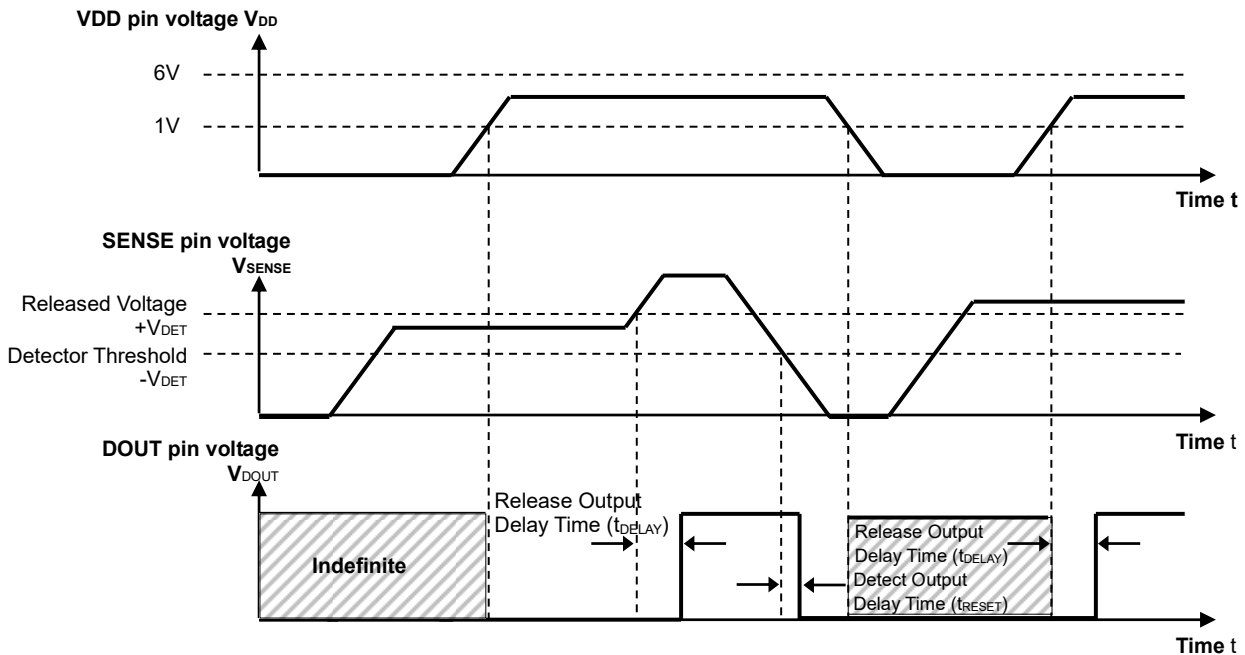 VDD pin voltage VDD
6V
1V
Time t
SENSE pin voltage
VSENSE
Released Voltage
+VDET
Detector Threshold
-VDET
Time t
DOUT pin voltage
VDOUT
Release Output
Delay Time (tDELAY)
Indefinite
Release Output
Delay Time (tDELAY)
Detect Output
Delay Time (tRESET)
Time t